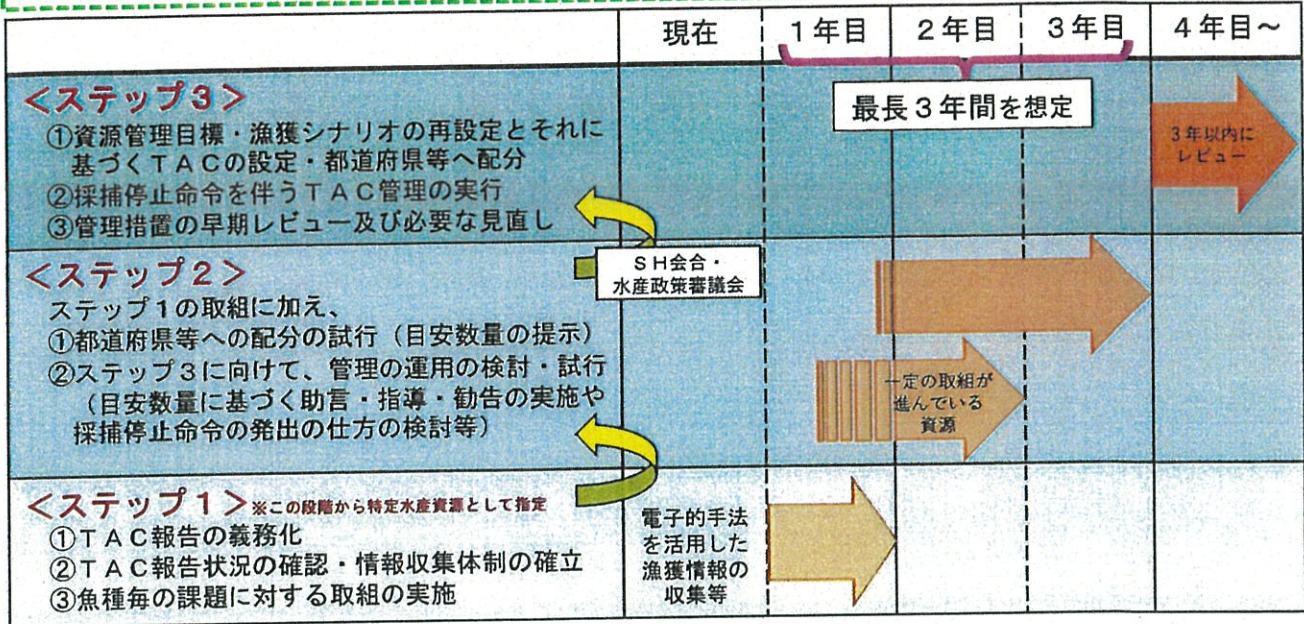 現在
1年目
2年目
3年目
4年目～
最長3年間を想定
＜ステップ3＞
①資源管理目標・漁獲シナリオの再設定とそれに
基づくTACの設定・都道府県等へ配分
②採捕停止命令を伴うTAC管理の実行
③管理措置の早期レビュー及び必要な見直し
3年以内に
レビュー
SH会合・
水産政策審議会
＜ステップ2＞
ステップ1の取組に加え、
①都道府県等への配分の試行（目安数量の提示）
②ステップ3に向けて、管理の運用の検討・試行
（目安数量に基づく助言・指導・勧告の実施や
採捕停止命令の発出の仕方の検討等）
一定の取組が
進んでいる
資源
＜ステップ1＞※この段階から特定水産資源として指定
①TAC報告の義務化
②TAC報告状況の確認・情報収集体制の確立
③魚種毎の課題に対する取組の実施
電子的手法
を活用した
漁獲情報の
収集等